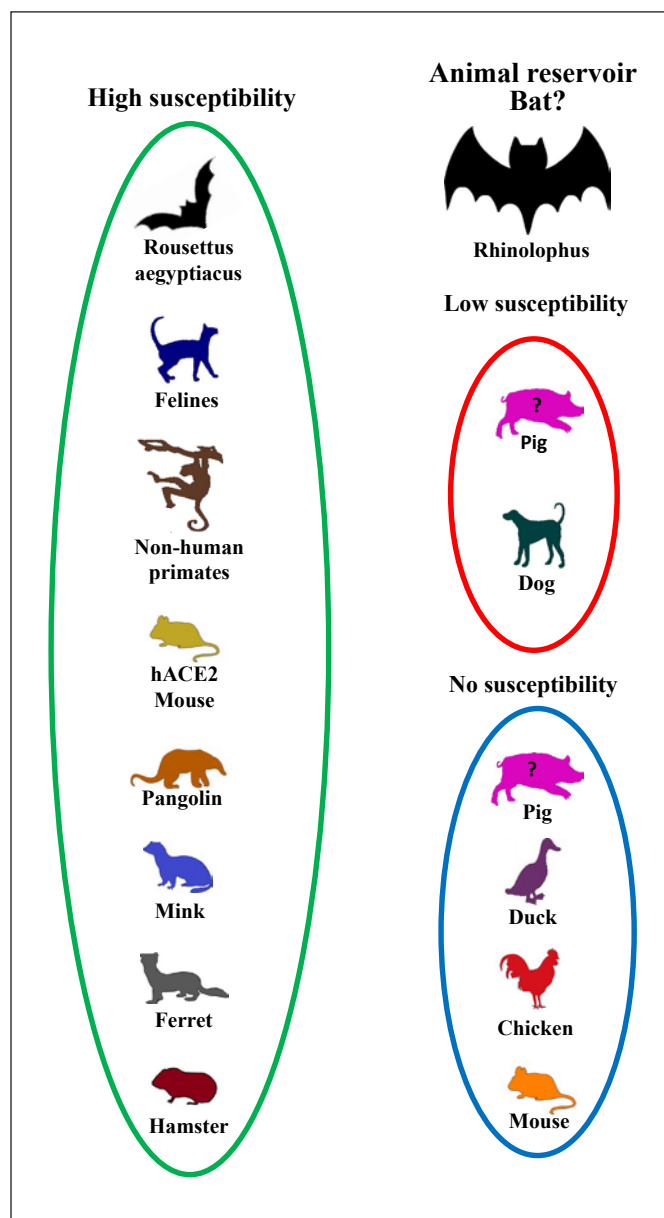 High susceptibility
Rousettus
aegyptiacus
Felines
Non-human
primates
hACE2
Mouse
Pangolin
Mink
Ferret
Hamster
Animal reservoir
Bat?
Rhinolophus
Low susceptibility
?
Pig
Dog
No susceptibility
?
Pig
Duck
Chicken
Mouse